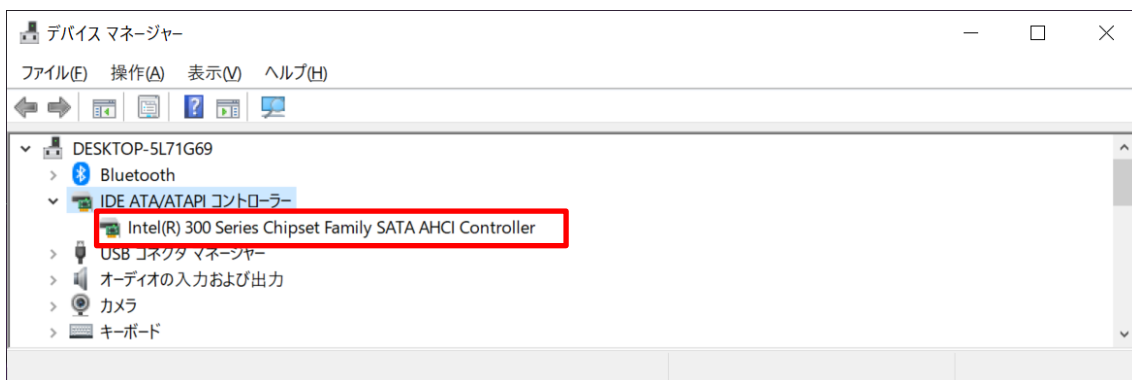 デバイス マネージャー
ファイル(F) 操作(A) 表示(V) ヘルプ(H)
DESKTOP-5L71G69
Bluetooth
IDE ATA/ATAPI コントローラー
Intel(R) 300 Series Chipset Family SATA AHCI Controller
USB コネクタ マネージャー
オーディオの入力および出力
カメラ
キーボード